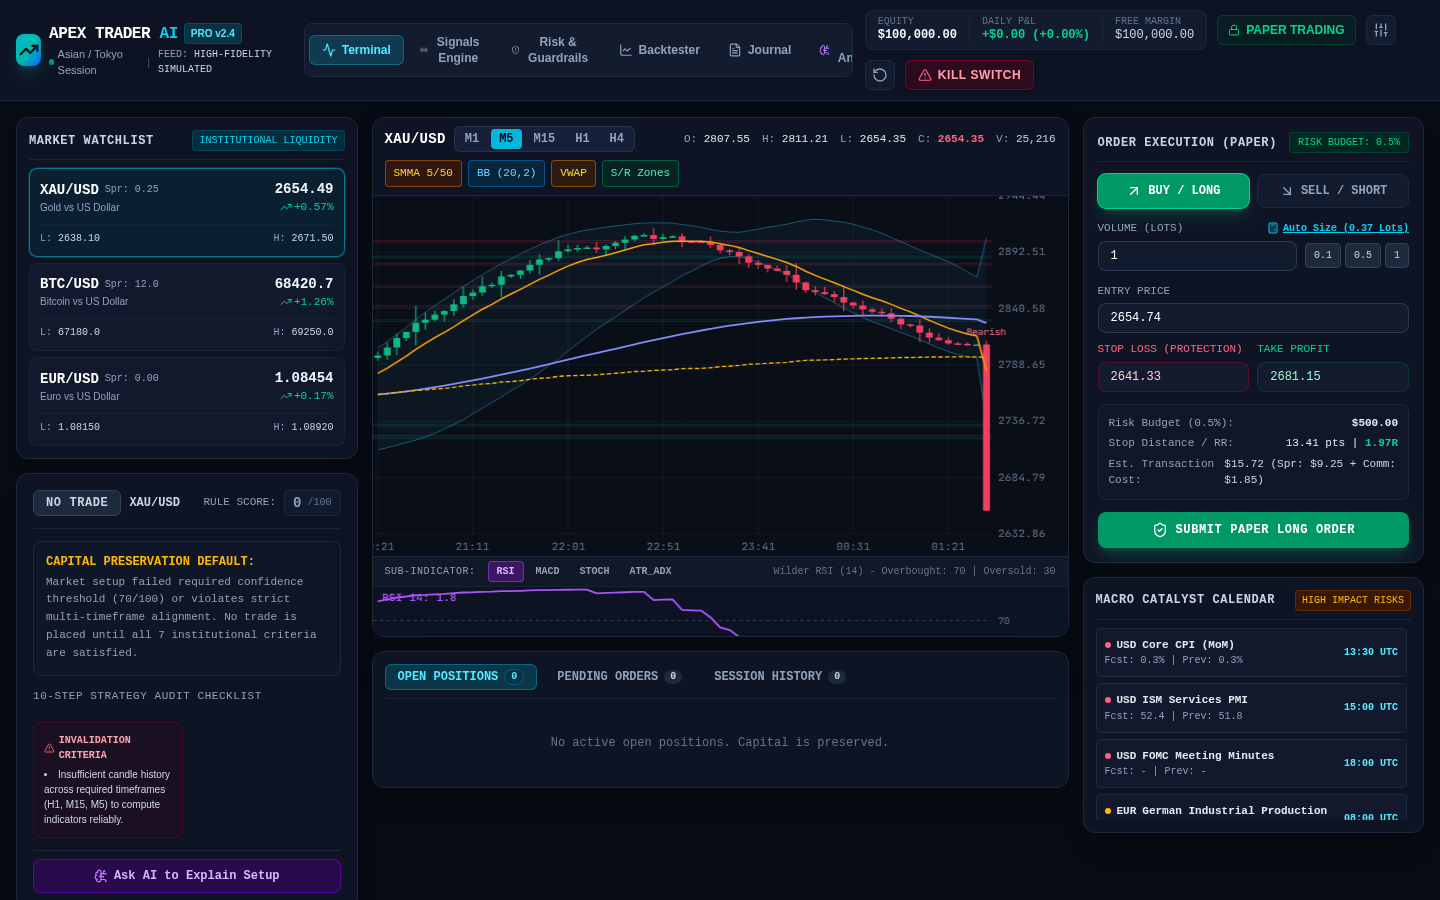 APEX TRADER AI PRO v2.4
Asian / Tokyo Session | FEED: HIGH-FIDELITY SIMULATED
Terminal
Signals Engine
Risk & Guardrails
Backtester
Journal
An
EQUITY
$100,000.00
DAILY P&L
+$0.00 (+0.00%)
FREE MARGIN
$100,000.00
PAPER TRADING
KILL SWITCH
MARKET WATCHLIST
INSTITUTIONAL LIQUIDITY
XAU/USD Spr: 0.25 2654.49
Gold vs US Dollar +0.57%
L: 2638.10 H: 2671.50
BTC/USD Spr: 12.0 68420.7
Bitcoin vs US Dollar +1.26%
L: 67180.0 H: 69250.0
EUR/USD Spr: 0.00 1.08454
Euro vs US Dollar +0.17%
L: 1.08150 H: 1.08920
NO TRADE XAU/USD RULE SCORE: 0 /100
CAPITAL PRESERVATION DEFAULT:
Market setup failed required confidence
threshold (70/100) or violates strict
multi-timeframe alignment. No trade is
placed until all 7 institutional criteria
are satisfied.
10-STEP STRATEGY AUDIT CHECKLIST
INVALIDATION
CRITERIA
• Insufficient candle history
across required timeframes
(H1, M15, M5) to compute
indicators reliably.
Ask AI to Explain Setup
XAU/USD M1 M5 M15 H1 H4 O: 2807.55 H: 2811.21 L: 2654.35 C: 2654.35 V: 25,216
SMMA 5/50 BB (20,2) VWAP S/R Zones
2944.44
2892.51
2840.58
Bearish
2788.65
2736.72
2684.79
2632.86
:21 21:11 22:01 22:51 23:41 00:31 01:21
SUB-INDICATOR: RSI MACD STOCH ATR_ADX Wilder RSI (14) - Overbought: 70 | Oversold: 30
RSI 14: 1.8
70
OPEN POSITIONS 0 PENDING ORDERS 0 SESSION HISTORY 0
No active open positions. Capital is preserved.
ORDER EXECUTION (PAPER) RISK BUDGET: 0.5%
BUY / LONG SELL / SHORT
VOLUME (LOTS) Auto Size (0.37 Lots)
1 0.1 0.5 1
ENTRY PRICE
2654.74
STOP LOSS (PROTECTION) TAKE PROFIT
2641.33 2681.15
Risk Budget (0.5%): $500.00
Stop Distance / RR: 13.41 pts | 1.97R
Est. Transaction Cost: $15.72 (Spr: $9.25 + Comm: $1.85)
SUBMIT PAPER LONG ORDER
MACRO CATALYST CALENDAR HIGH IMPACT RISKS
USD Core CPI (MoM) 13:30 UTC
Fcst: 0.3% | Prev: 0.3%
USD ISM Services PMI 15:00 UTC
Fcst: 52.4 | Prev: 51.8
USD FOMC Meeting Minutes 18:00 UTC
Fcst: - | Prev: -
EUR German Industrial Production 08:00 UTC